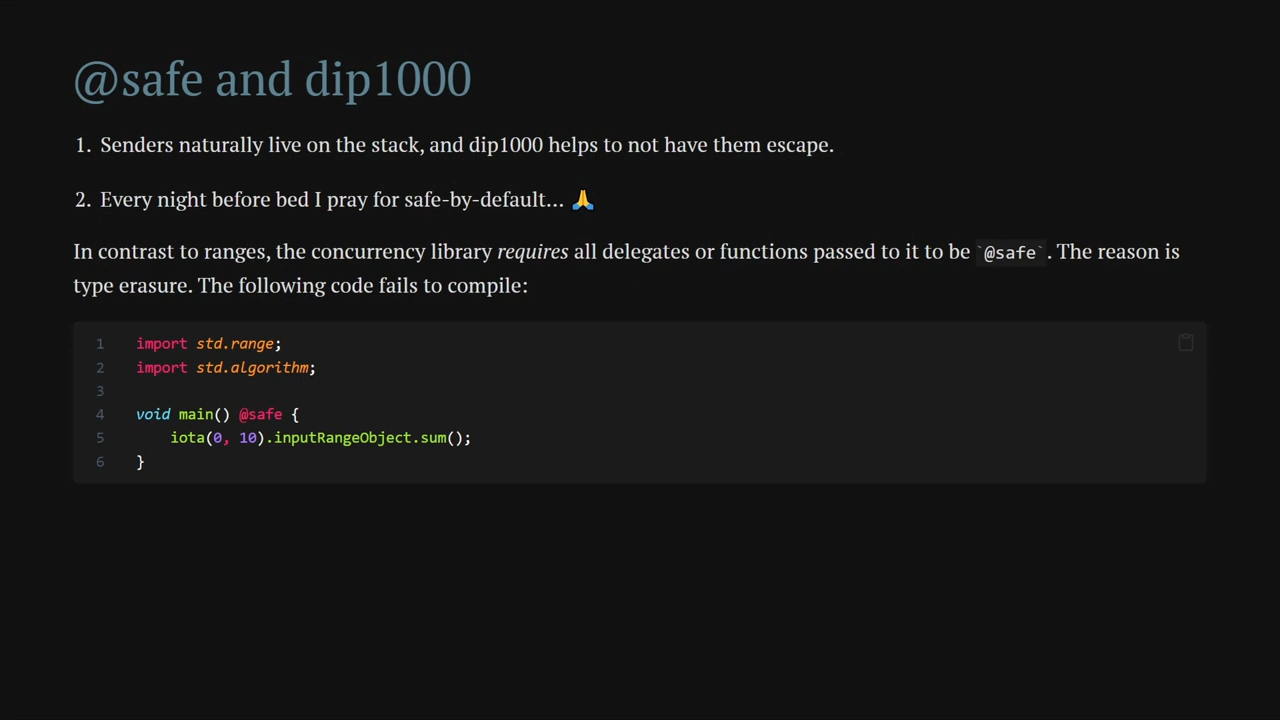 @safe and dip1000
1. Senders naturally live on the stack, and dip1000 helps to not have them escape.
2. Every night before bed I pray for safe-by-default... 🙏
In contrast to ranges, the concurrency library requires all delegates or functions passed to it to be `@safe`. The reason is
type erasure. The following code fails to compile:
1 import std.range;
2 import std.algorithm;
3
4 void main() @safe {
5     iota(0, 10).inputRangeObject.sum();
6 }